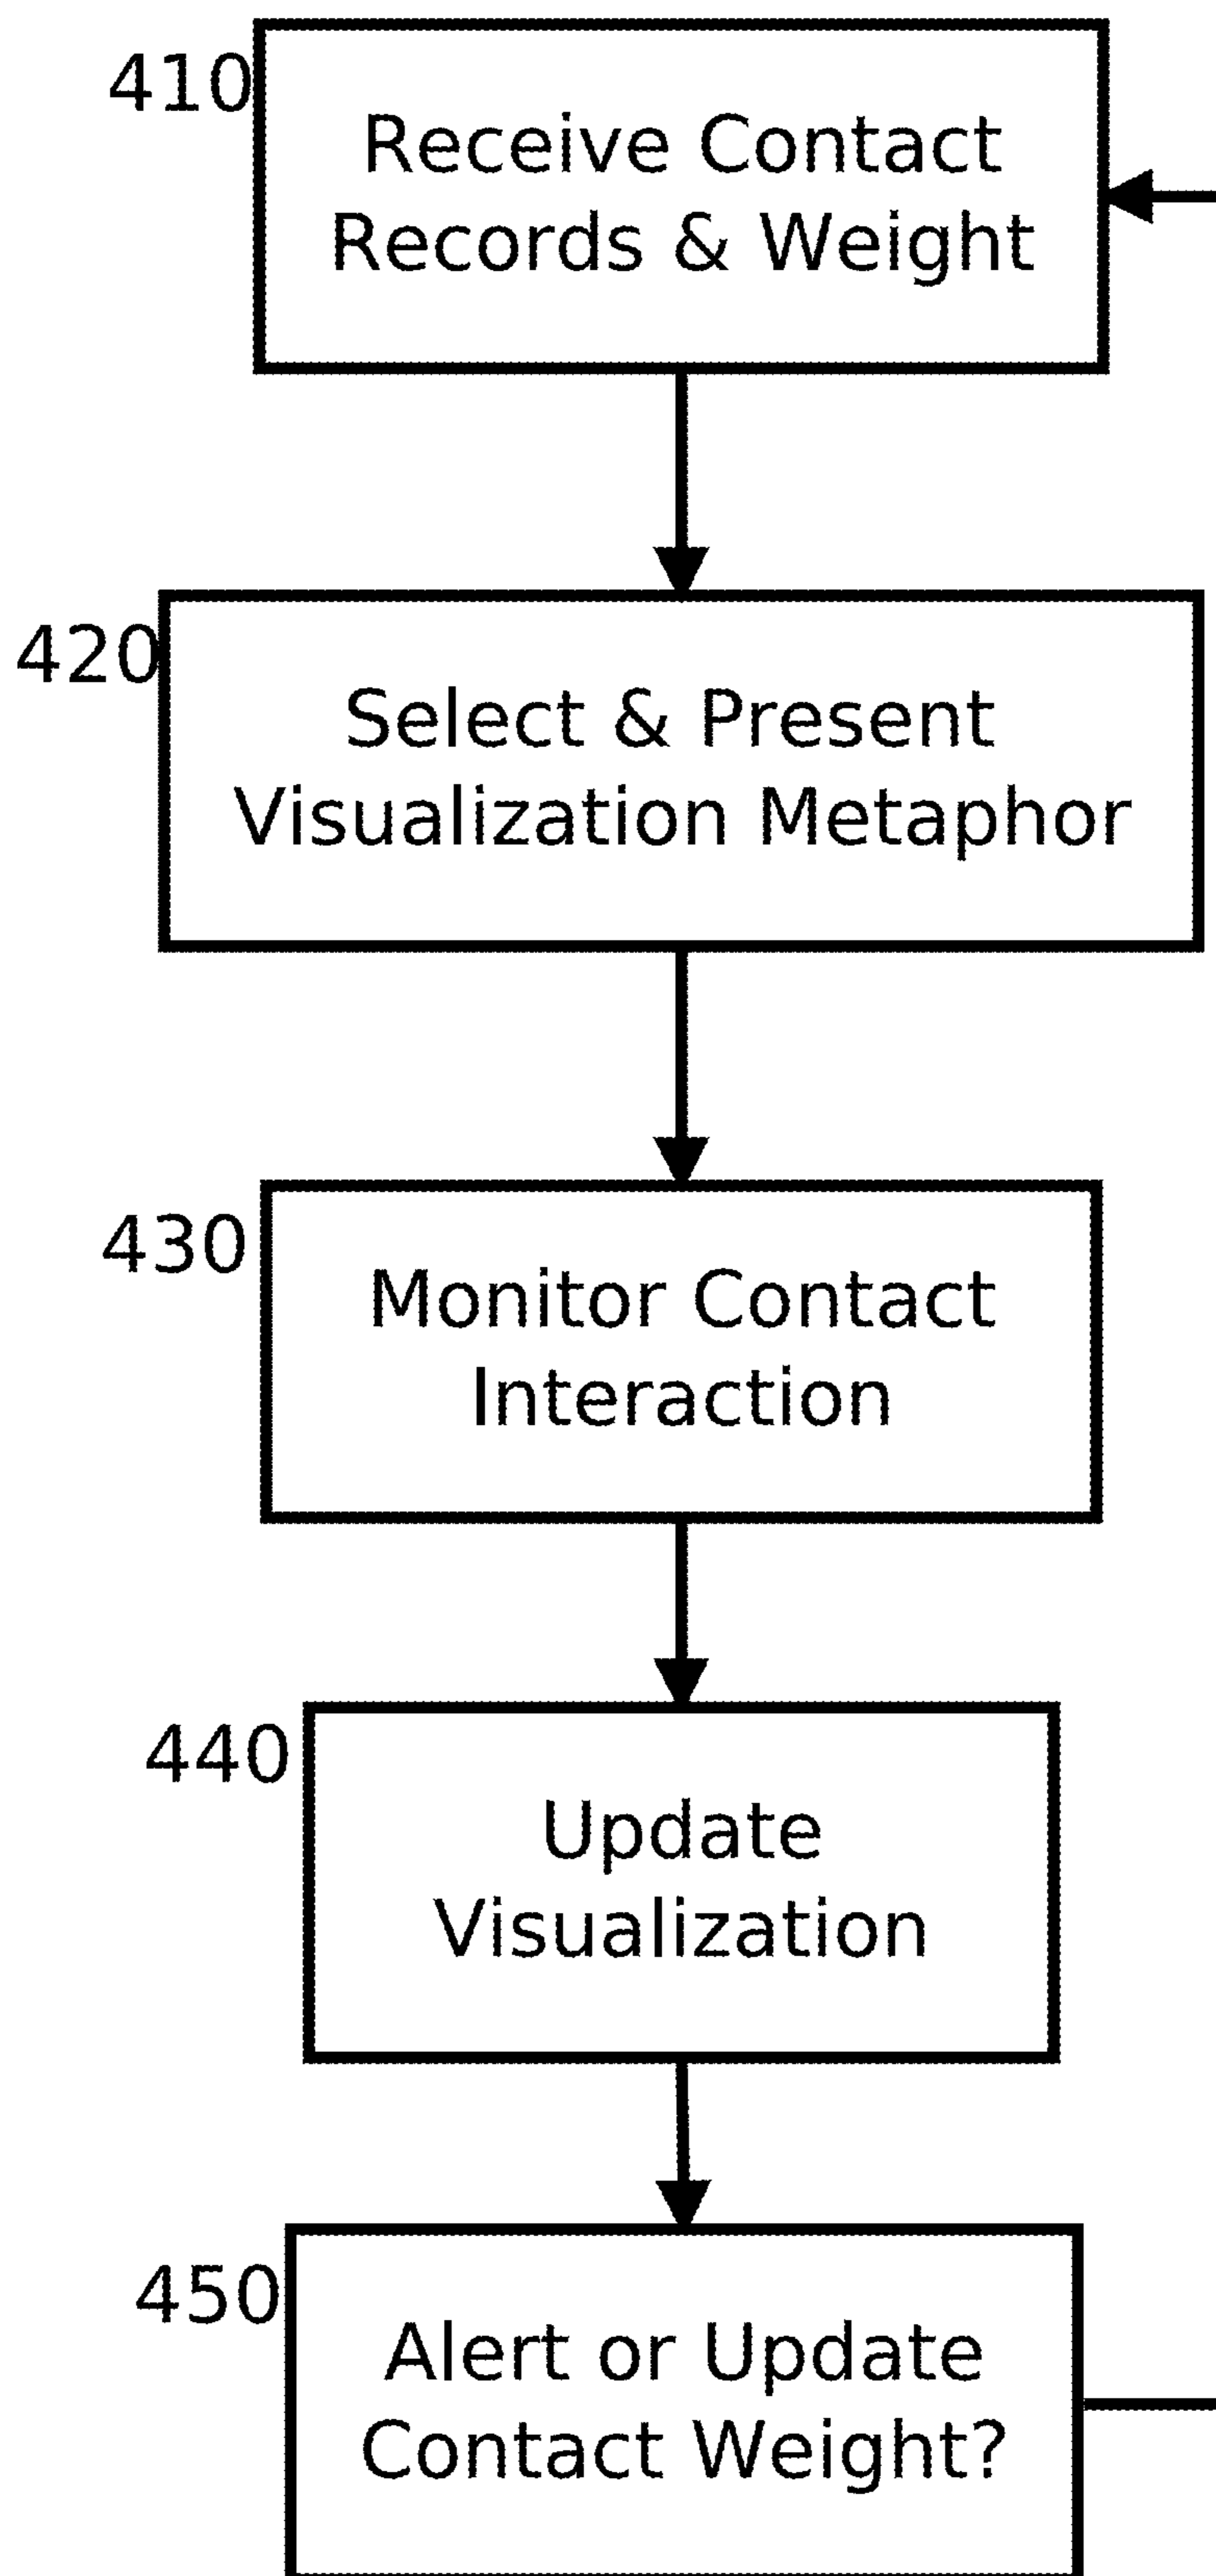 410
Receive Contact
Records & Weight
420
Select & Present
Visualization Metaphor
430
Monitor Contact
Interaction
440
Update
Visualization
450
Alert or Update
Contact Weight?